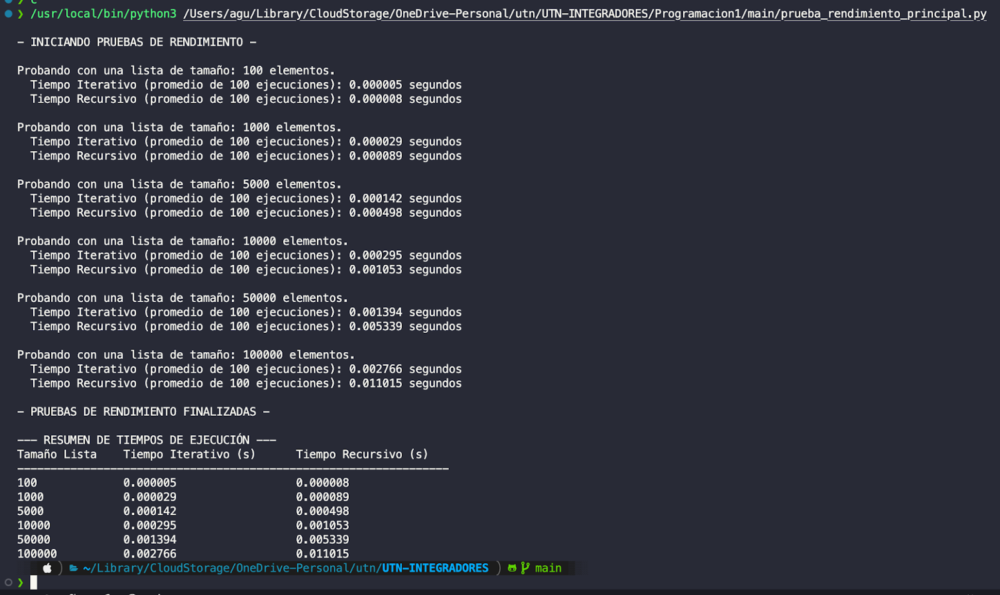 ❯ c
❯ /usr/local/bin/python3 /Users/agu/Library/CloudStorage/OneDrive-Personal/utn/UTN-INTEGRADORES/Programacion1/main/prueba_rendimiento_principal.py
- INICIANDO PRUEBAS DE RENDIMIENTO -
Probando con una lista de tamaño: 100 elementos.
Tiempo Iterativo (promedio de 100 ejecuciones): 0.000005 segundos
Tiempo Recursivo (promedio de 100 ejecuciones): 0.000008 segundos
Probando con una lista de tamaño: 1000 elementos.
Tiempo Iterativo (promedio de 100 ejecuciones): 0.000029 segundos
Tiempo Recursivo (promedio de 100 ejecuciones): 0.000089 segundos
Probando con una lista de tamaño: 5000 elementos.
Tiempo Iterativo (promedio de 100 ejecuciones): 0.000142 segundos
Tiempo Recursivo (promedio de 100 ejecuciones): 0.000498 segundos
Probando con una lista de tamaño: 10000 elementos.
Tiempo Iterativo (promedio de 100 ejecuciones): 0.000295 segundos
Tiempo Recursivo (promedio de 100 ejecuciones): 0.001053 segundos
Probando con una lista de tamaño: 50000 elementos.
Tiempo Iterativo (promedio de 100 ejecuciones): 0.001394 segundos
Tiempo Recursivo (promedio de 100 ejecuciones): 0.005339 segundos
Probando con una lista de tamaño: 100000 elementos.
Tiempo Iterativo (promedio de 100 ejecuciones): 0.002766 segundos
Tiempo Recursivo (promedio de 100 ejecuciones): 0.011015 segundos
- PRUEBAS DE RENDIMIENTO FINALIZADAS -
--- RESUMEN DE TIEMPOS DE EJECUCIÓN ---
Tamaño Lista Tiempo Iterativo (s) Tiempo Recursivo (s)
-----------------------------------------------------------------
100 0.000005 0.000008
1000 0.000029 0.000089
5000 0.000142 0.000498
10000 0.000295 0.001053
50000 0.001394 0.005339
100000 0.002766 0.011015
) ~/Library/CloudStorage/OneDrive-Personal/utn/UTN-INTEGRADORES ) main
❯